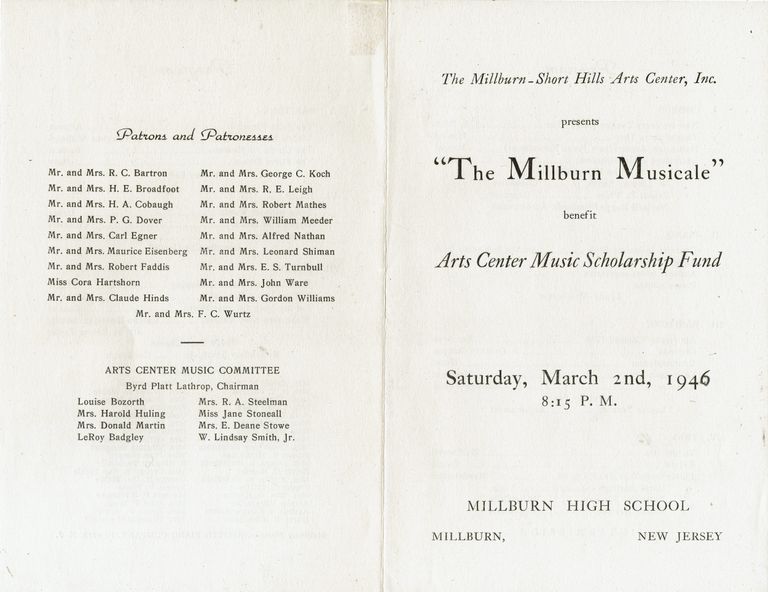 Patrons and Patronesses
Mr. and Mrs. R. C. Bartron
Mr. and Mrs. H. E. Broadfoot
Mr. and Mrs. H. A. Cobaugh
Mr. and Mrs. P. G. Dover
Mr. and Mrs. Carl Egner
Mr. and Mrs. Maurice Eisenberg
Mr. and Mrs. Robert Faddis
Miss Cora Hartshorn
Mr. and Mrs. Claude Hinds
Mr. and Mrs. George C. Koch
Mr. and Mrs. R. E. Leigh
Mr. and Mrs. Robert Mathes
Mr. and Mrs. William Meeder
Mr. and Mrs. Alfred Nathan
Mr. and Mrs. Leonard Shiman
Mr. and Mrs. E. S. Turnbull
Mr. and Mrs. John Ware
Mr. and Mrs. Gordon Williams
Mr. and Mrs. F. C. Wurtz
ARTS CENTER MUSIC COMMITTEE
Byrd Platt Lathrop, Chairman
Louise Bozorth
Mrs. Harold Huling
Mrs. Donald Martin
LeRoy Badgley
Mrs. R. A. Steelman
Miss Jane Stoneall
Mrs. E. Deane Stowe
W. Lindsay Smith, Jr.
The Millburn-Short Hills Arts Center, Inc.
presents
"The Millburn Musicale"
benefit
Arts Center Music Scholarship Fund
Saturday, March 2nd, 1946
8:15 P. M.
MILLBURN HIGH SCHOOL
MILLBURN, NEW JERSEY